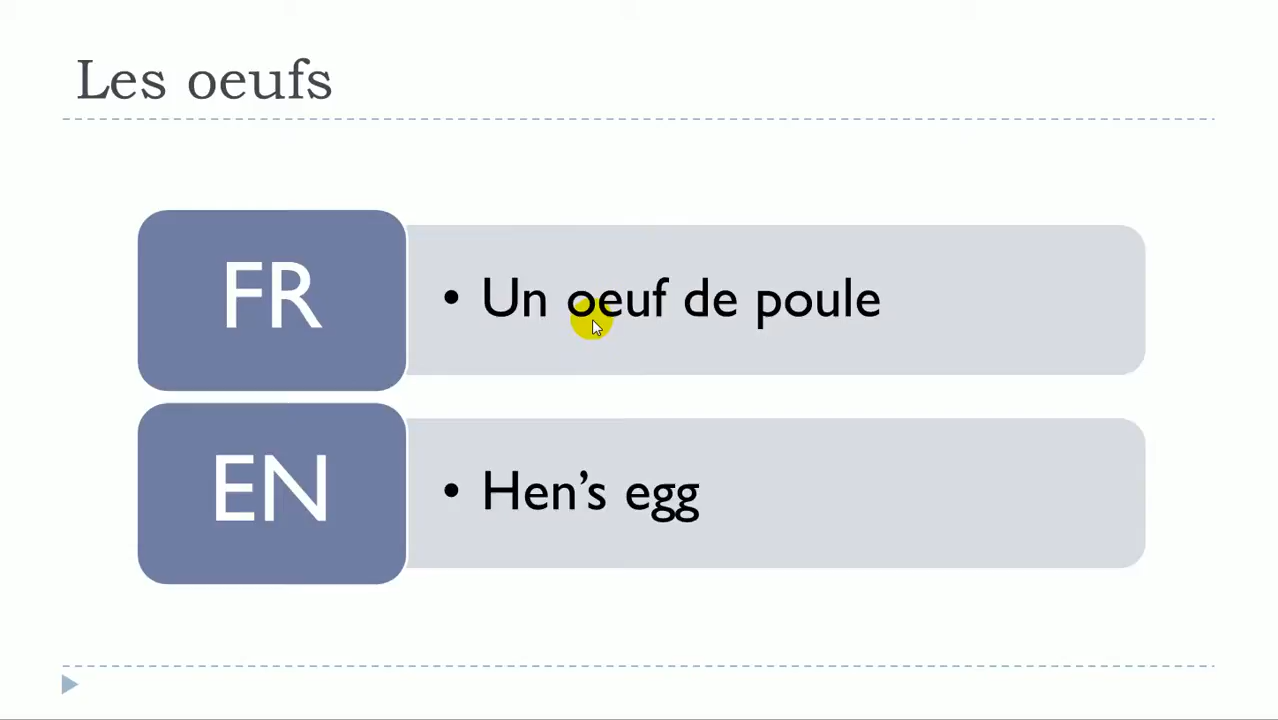 Les oeufs
FR
• Un oeuf de poule
EN
• Hen’s egg